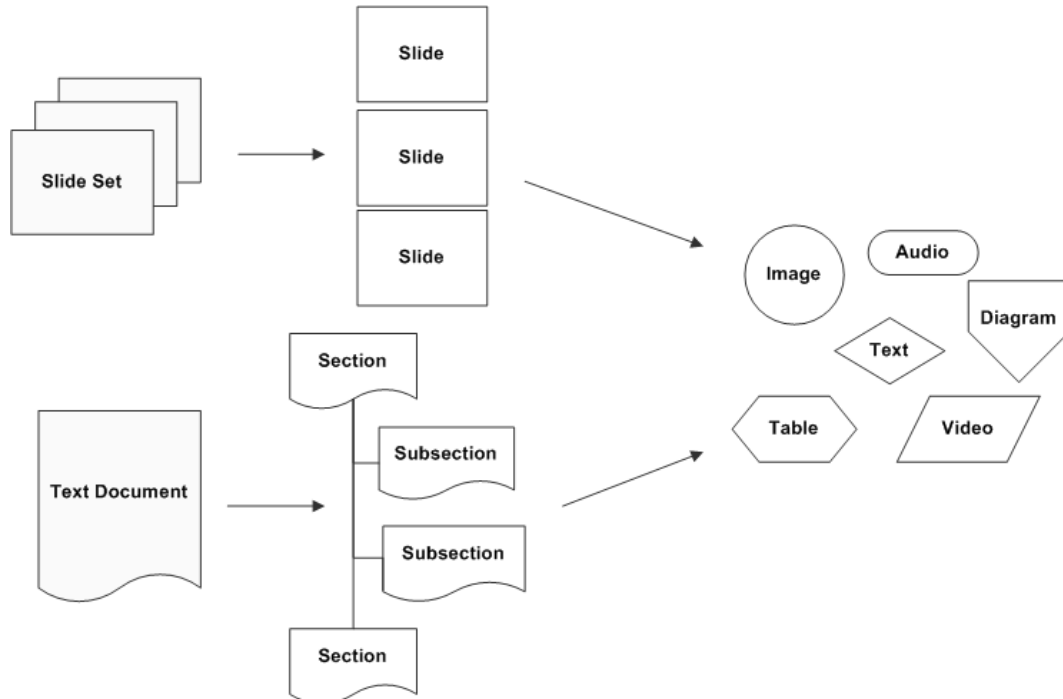 Slide
Slide
Slide
Slide Set
Image
Audio
Diagram
Text
Table
Video
Section
Subsection
Subsection
Section
Text Document